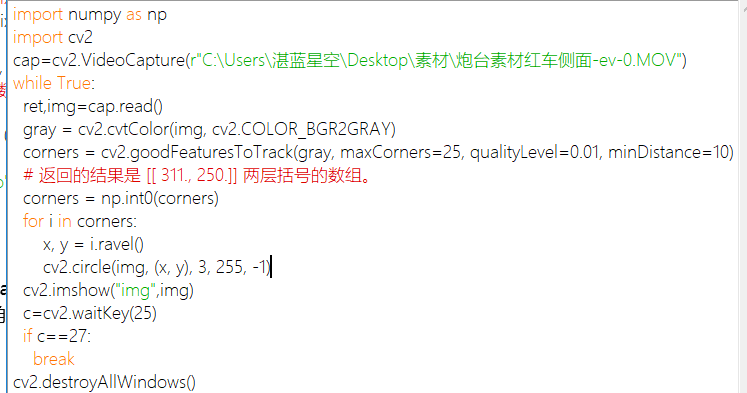 import numpy as np
import cv2
cap=cv2.VideoCapture(r"C:\Users\湛蓝星空\Desktop\素材\炮台素材红车侧面-ev-0.MOV")
while True:
  ret,img=cap.read()
  gray = cv2.cvtColor(img, cv2.COLOR_BGR2GRAY)
  corners = cv2.goodFeaturesToTrack(gray, maxCorners=25, qualityLevel=0.01, minDistance=10)
  # 返回的结果是 [[ 311., 250.]] 两层括号的数组。
  corners = np.int0(corners)
  for i in corners:
      x, y = i.ravel()
      cv2.circle(img, (x, y), 3, 255, -1)
  cv2.imshow("img",img)
  c=cv2.waitKey(25)
  if c==27:
    break
cv2.destroyAllWindows()